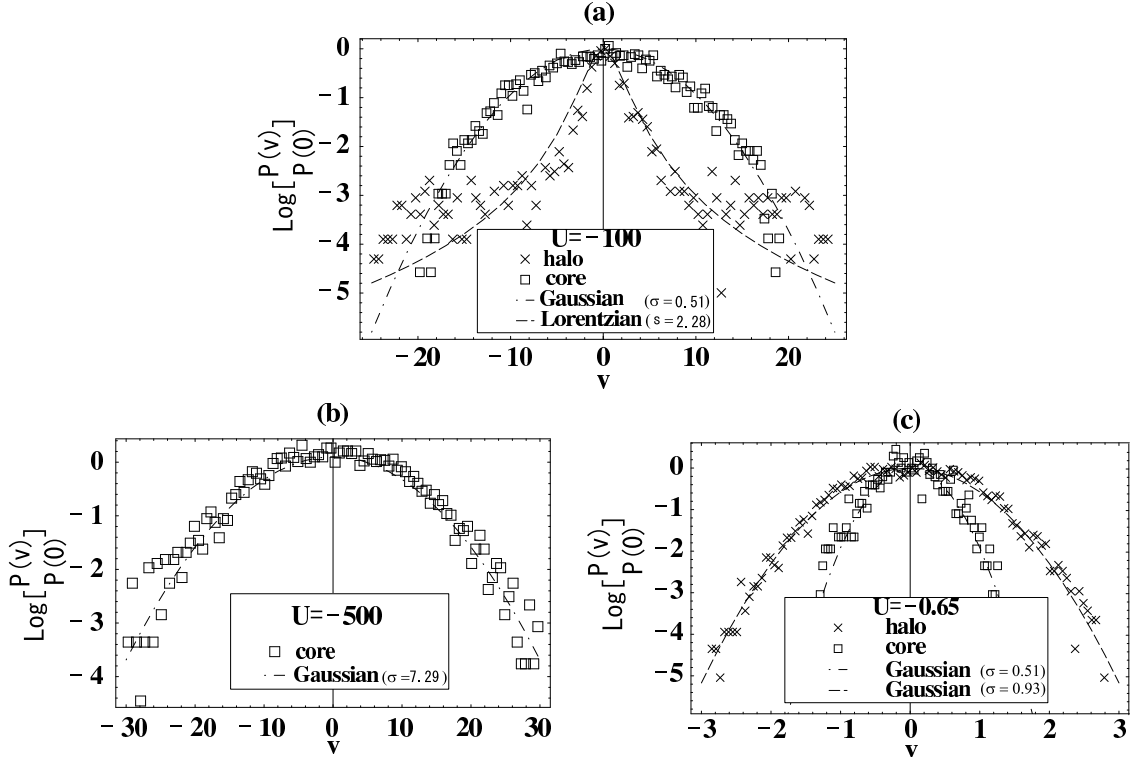 (a)
Log[P(v)/P(0)]
0
−1
−2
−3
−4
−5
U=−100
halo
core
Gaussian (σ=0.51)
Lorentzian (s=2.28)
−20 −10 0 10 20
v
(b)
Log[P(v)/P(0)]
0
−1
−2
−3
−4
U=−500
core
Gaussian (σ=7.29)
−30 −20 −10 0 10 20 30
v
(c)
Log[P(v)/P(0)]
0
−1
−2
−3
−4
−5
U=−0.65
halo
core
Gaussian (σ=0.51)
Gaussian (σ=0.93)
−3 −2 −1 0 1 2 3
v